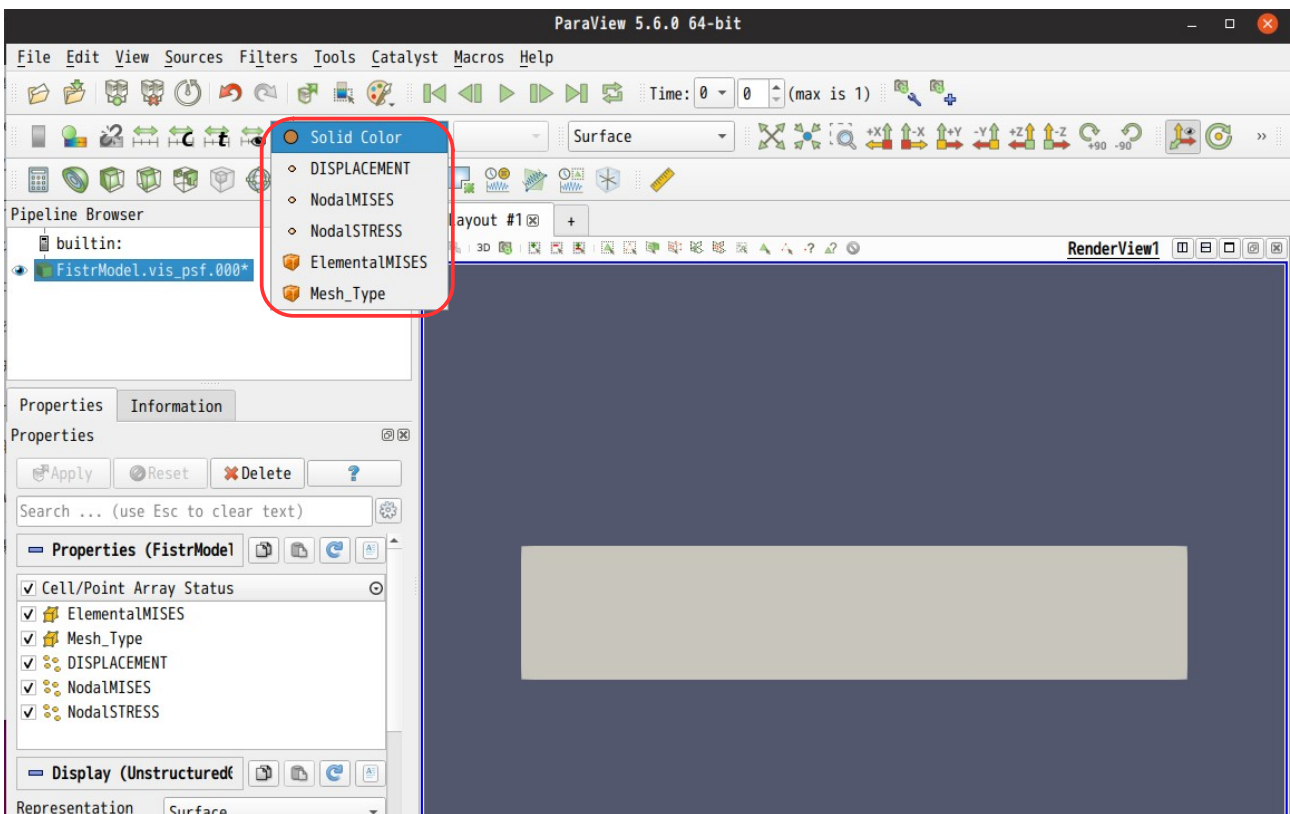 ParaView 5.6.0 64-bit
File Edit View Sources Filters Tools Catalyst Macros Help
Time: 0 0 (max is 1)
Solid Color
Surface
+X -X +Y -Y +Z -Z +90 -90
DISPLACEMENT
NodalMISES
NodalSTRESS
ElementalMISES
Mesh_Type
Pipeline Browser
ayout #1 +
builtin:
3D
RenderView1
FistrModel.vis_psf.000*
Properties Information
Properties
Apply Reset Delete ?
Search ... (use Esc to clear text)
Properties (FistrModel
Cell/Point Array Status
ElementalMISES
Mesh_Type
DISPLACEMENT
NodalMISES
NodalSTRESS
Display (Unstructured
Representation Surface